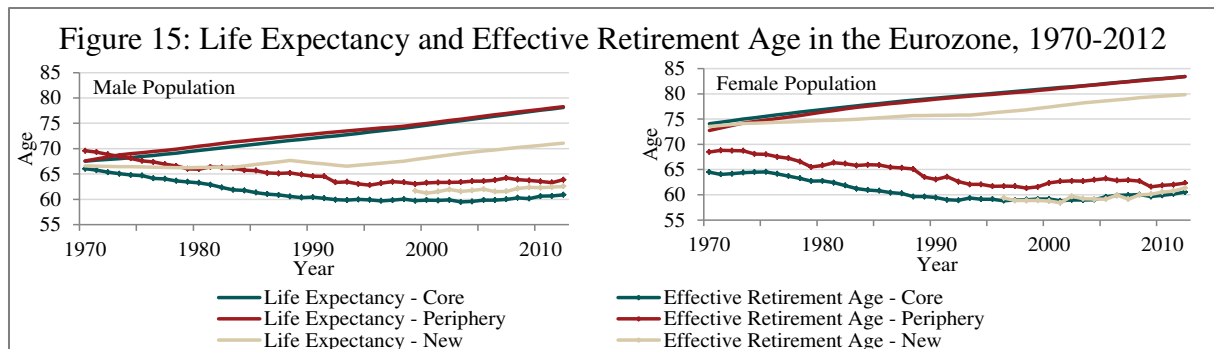 Figure 15: Life Expectancy and Effective Retirement Age in the Eurozone, 1970-2012
Male Population
85
80
75
70
65
60
55
Age
1970 1980 1990 2000 2010
Year
Female Population
85
80
75
70
65
60
55
Age
1970 1980 1990 2000 2010
Year
Life Expectancy - Core
Effective Retirement Age - Core
Life Expectancy - Periphery
Effective Retirement Age - Periphery
Life Expectancy - New
Effective Retirement Age - New